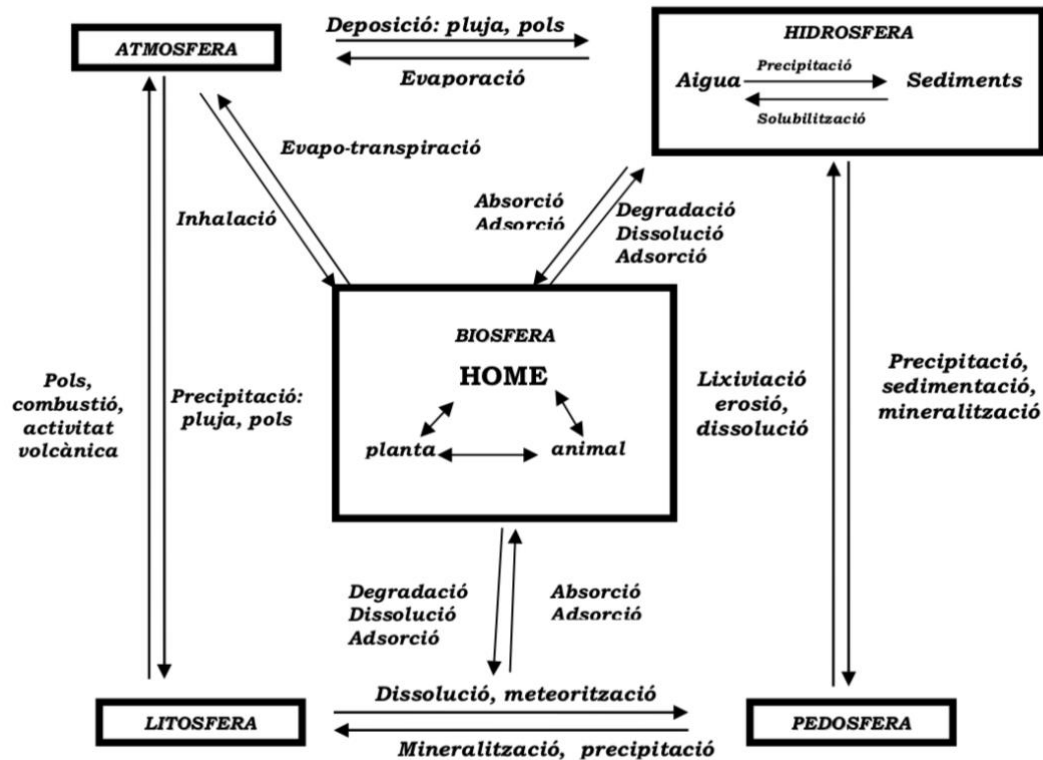 ATMOSFERA
Deposició: pluja, pols
Evaporació
HIDROSFERA
Precipitació
Aigua
Sediments
Solubilització
Evapo-transpiració
Inhalació
Absorció
Adsorció
Degradació
Dissolució
Adsorció
BIOSFERA
HOME
planta
animal
Pols,
combustió,
activitat
volcànica
Precipitació:
pluja, pols
Lixiviació
erosió,
dissolució
Precipitació,
sedimentació,
mineralització
Degradació
Dissolució
Adsorció
Absorció
Adsorció
Dissolució, meteorització
LITOSFERA
PEDOSFERA
Mineralització, precipitació